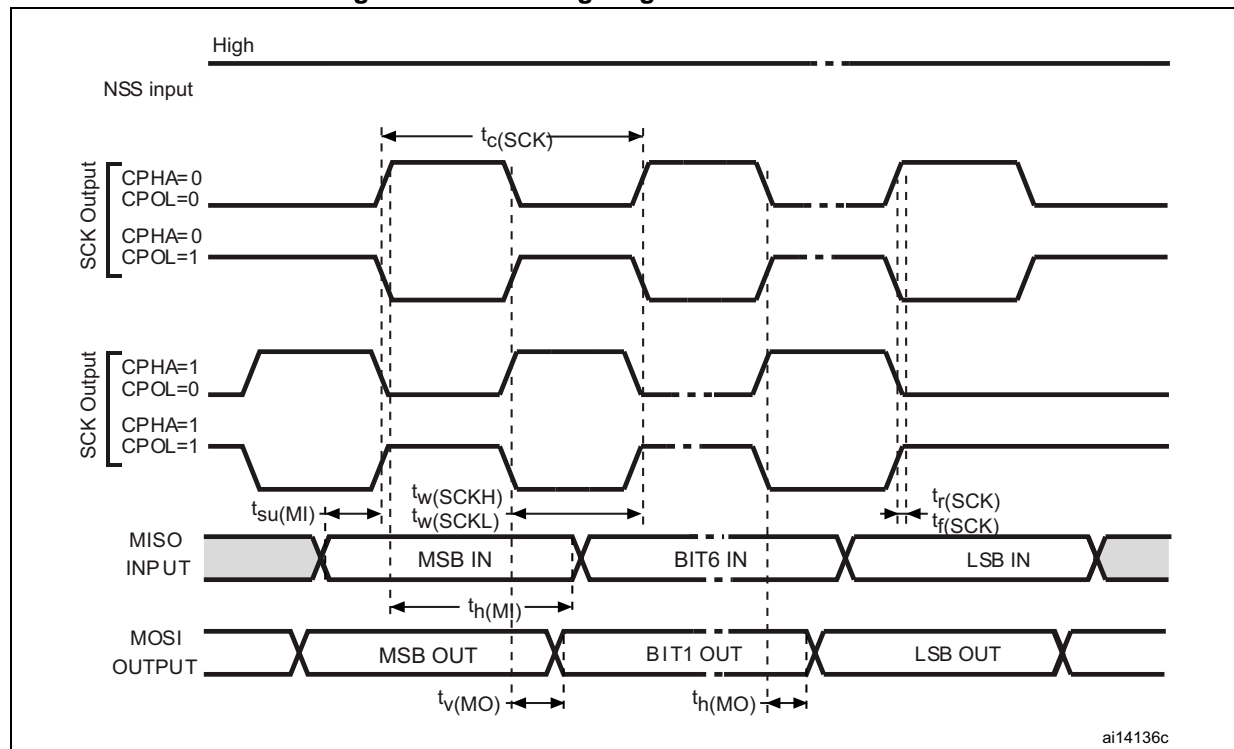 High
NSS input
tc(SCK)
SCK Output
CPHA=0
CPOL=0
CPHA=0
CPOL=1
SCK Output
CPHA=1
CPOL=0
CPHA=1
CPOL=1
tw(SCKH)
tw(SCKL)
tr(SCK)
tf(SCK)
tsu(MI)
MISO
INPUT
MSB IN
BIT6 IN
LSB IN
th(MI)
MOSI
OUTPUT
MSB OUT
BIT1 OUT
LSB OUT
tv(MO)
th(MO)
ai14136c